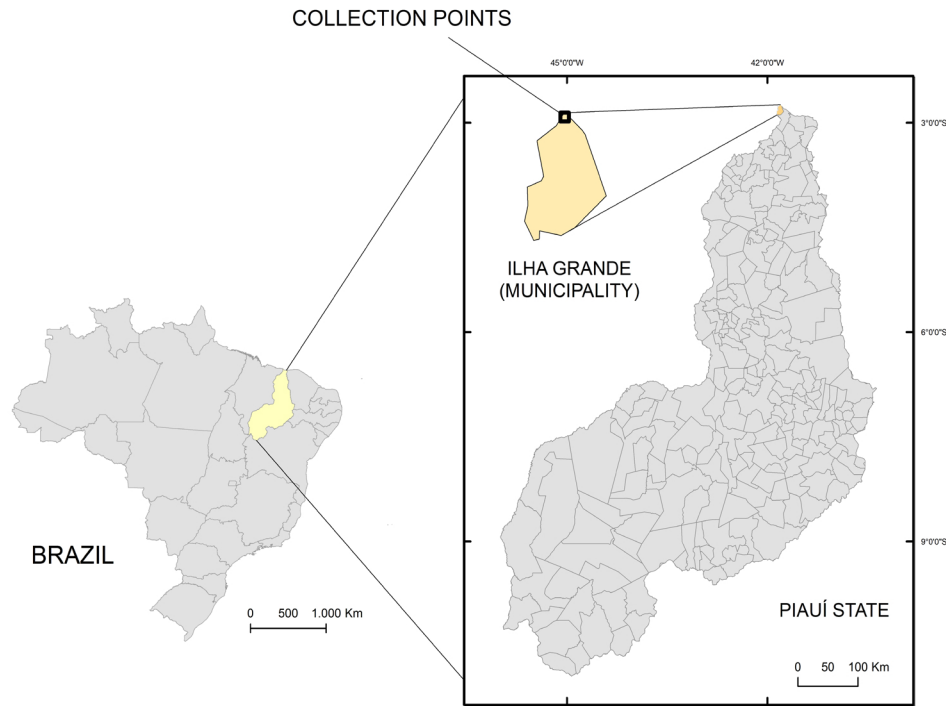 COLLECTION POINTS
45°0'0"W
42°0'0"W
3°0'0"S
ILHA GRANDE
(MUNICIPALITY)
6°0'0"S
9°0'0"S
BRAZIL
0 500 1.000 Km
PIAUÍ STATE
0 50 100 Km